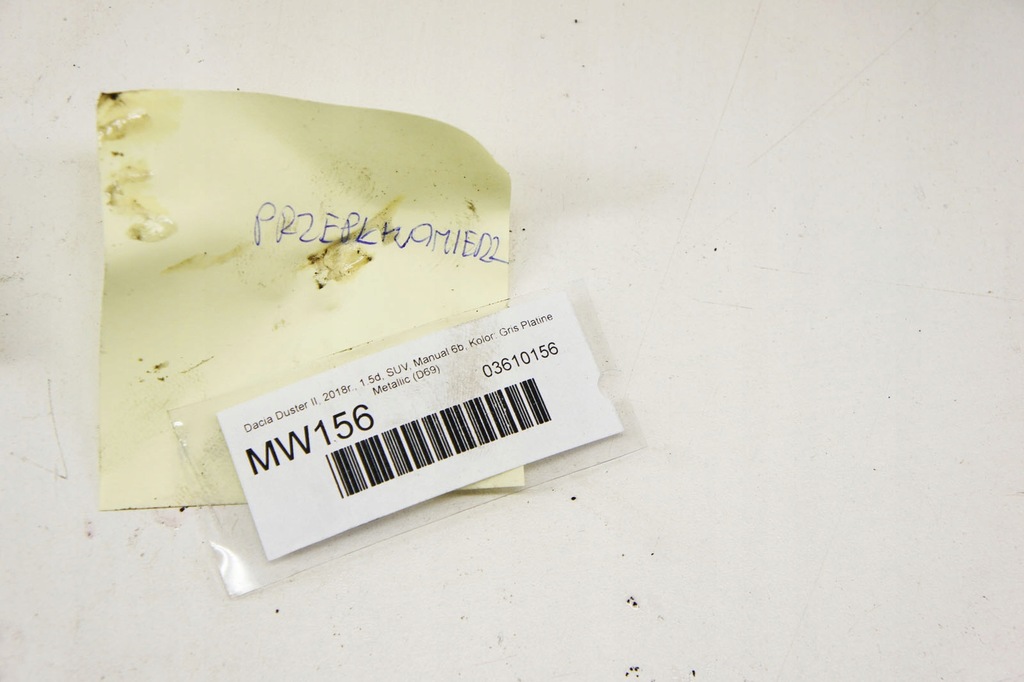 PRZEPŁYWOMIERZ
Dacia Duster II, 2018r., 1.5d, SUV, Manual 6b, Kolor: Gris Platine
Metallic (D69)
MW156
03610156